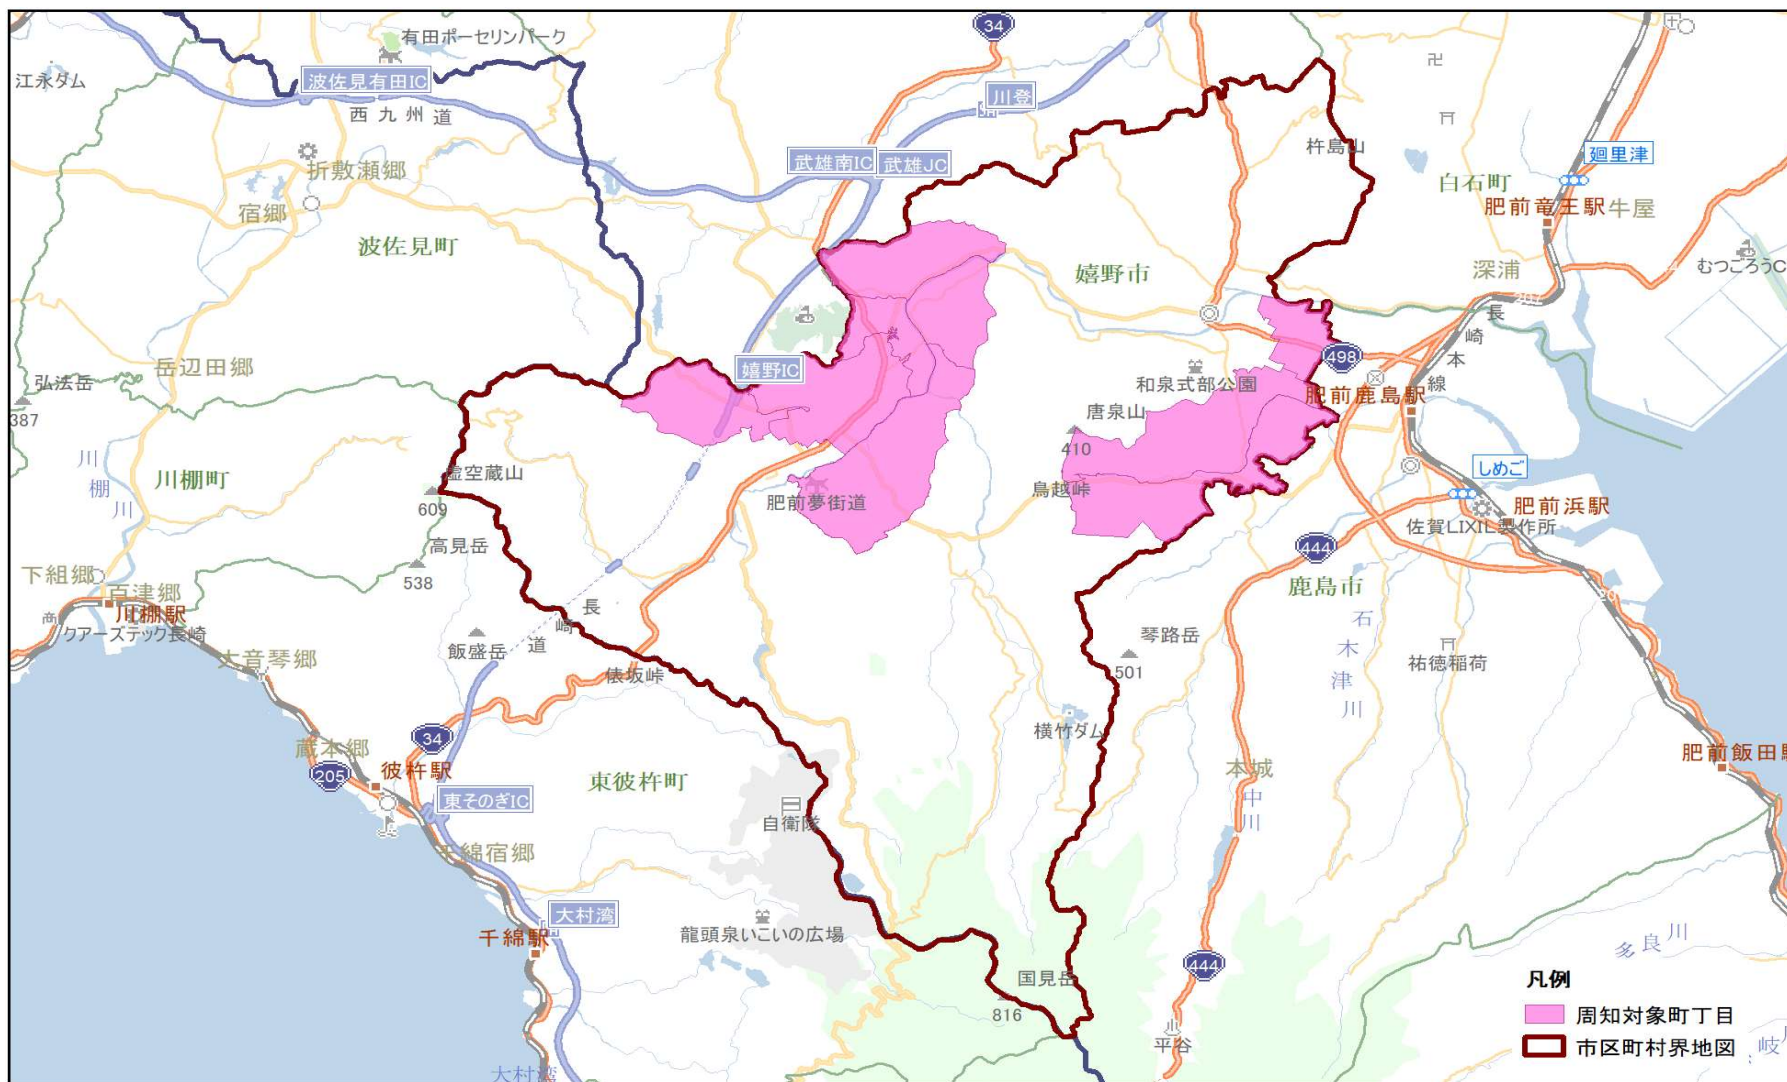 34
有田ポーセリンパーク
江永ダム
波佐見有田IC
西九州道
川登
武雄南IC
武雄JC
杵島山
廻里津
白石町
折敷瀬郷
宿郷
肥前竜王駅
牛屋
波佐見町
嬉野市
深浦
むつごろうC
207
長崎本線
岳辺田郷
弘法岳
387
嬉野IC
498
和泉式部公園
肥前鹿島駅
唐泉山
410
川棚町
川棚川
虚空蔵山
609
肥前夢街道
鳥越峠
しめご
肥前浜駅
佐賀LIXIL製作所
高見岳
538
444
下組郷
百津郷
鹿島市
川棚駅
クアーズテック長崎
長崎道
石木津川
大音琴郷
飯盛岳
俵坂峠
琴路岳
501
祐徳稲荷
横竹ダム
34
蔵本郷
205
彼杵駅
東彼杵町
本城
中川
肥前飯田駅
東そのぎIC
自衛隊
千綿宿郷
大村湾
千綿駅
龍頭泉いこいの広場
多良川
444
国見岳
816
凡例
周知対象町丁目
市区町村界地図
平谷
大村湾